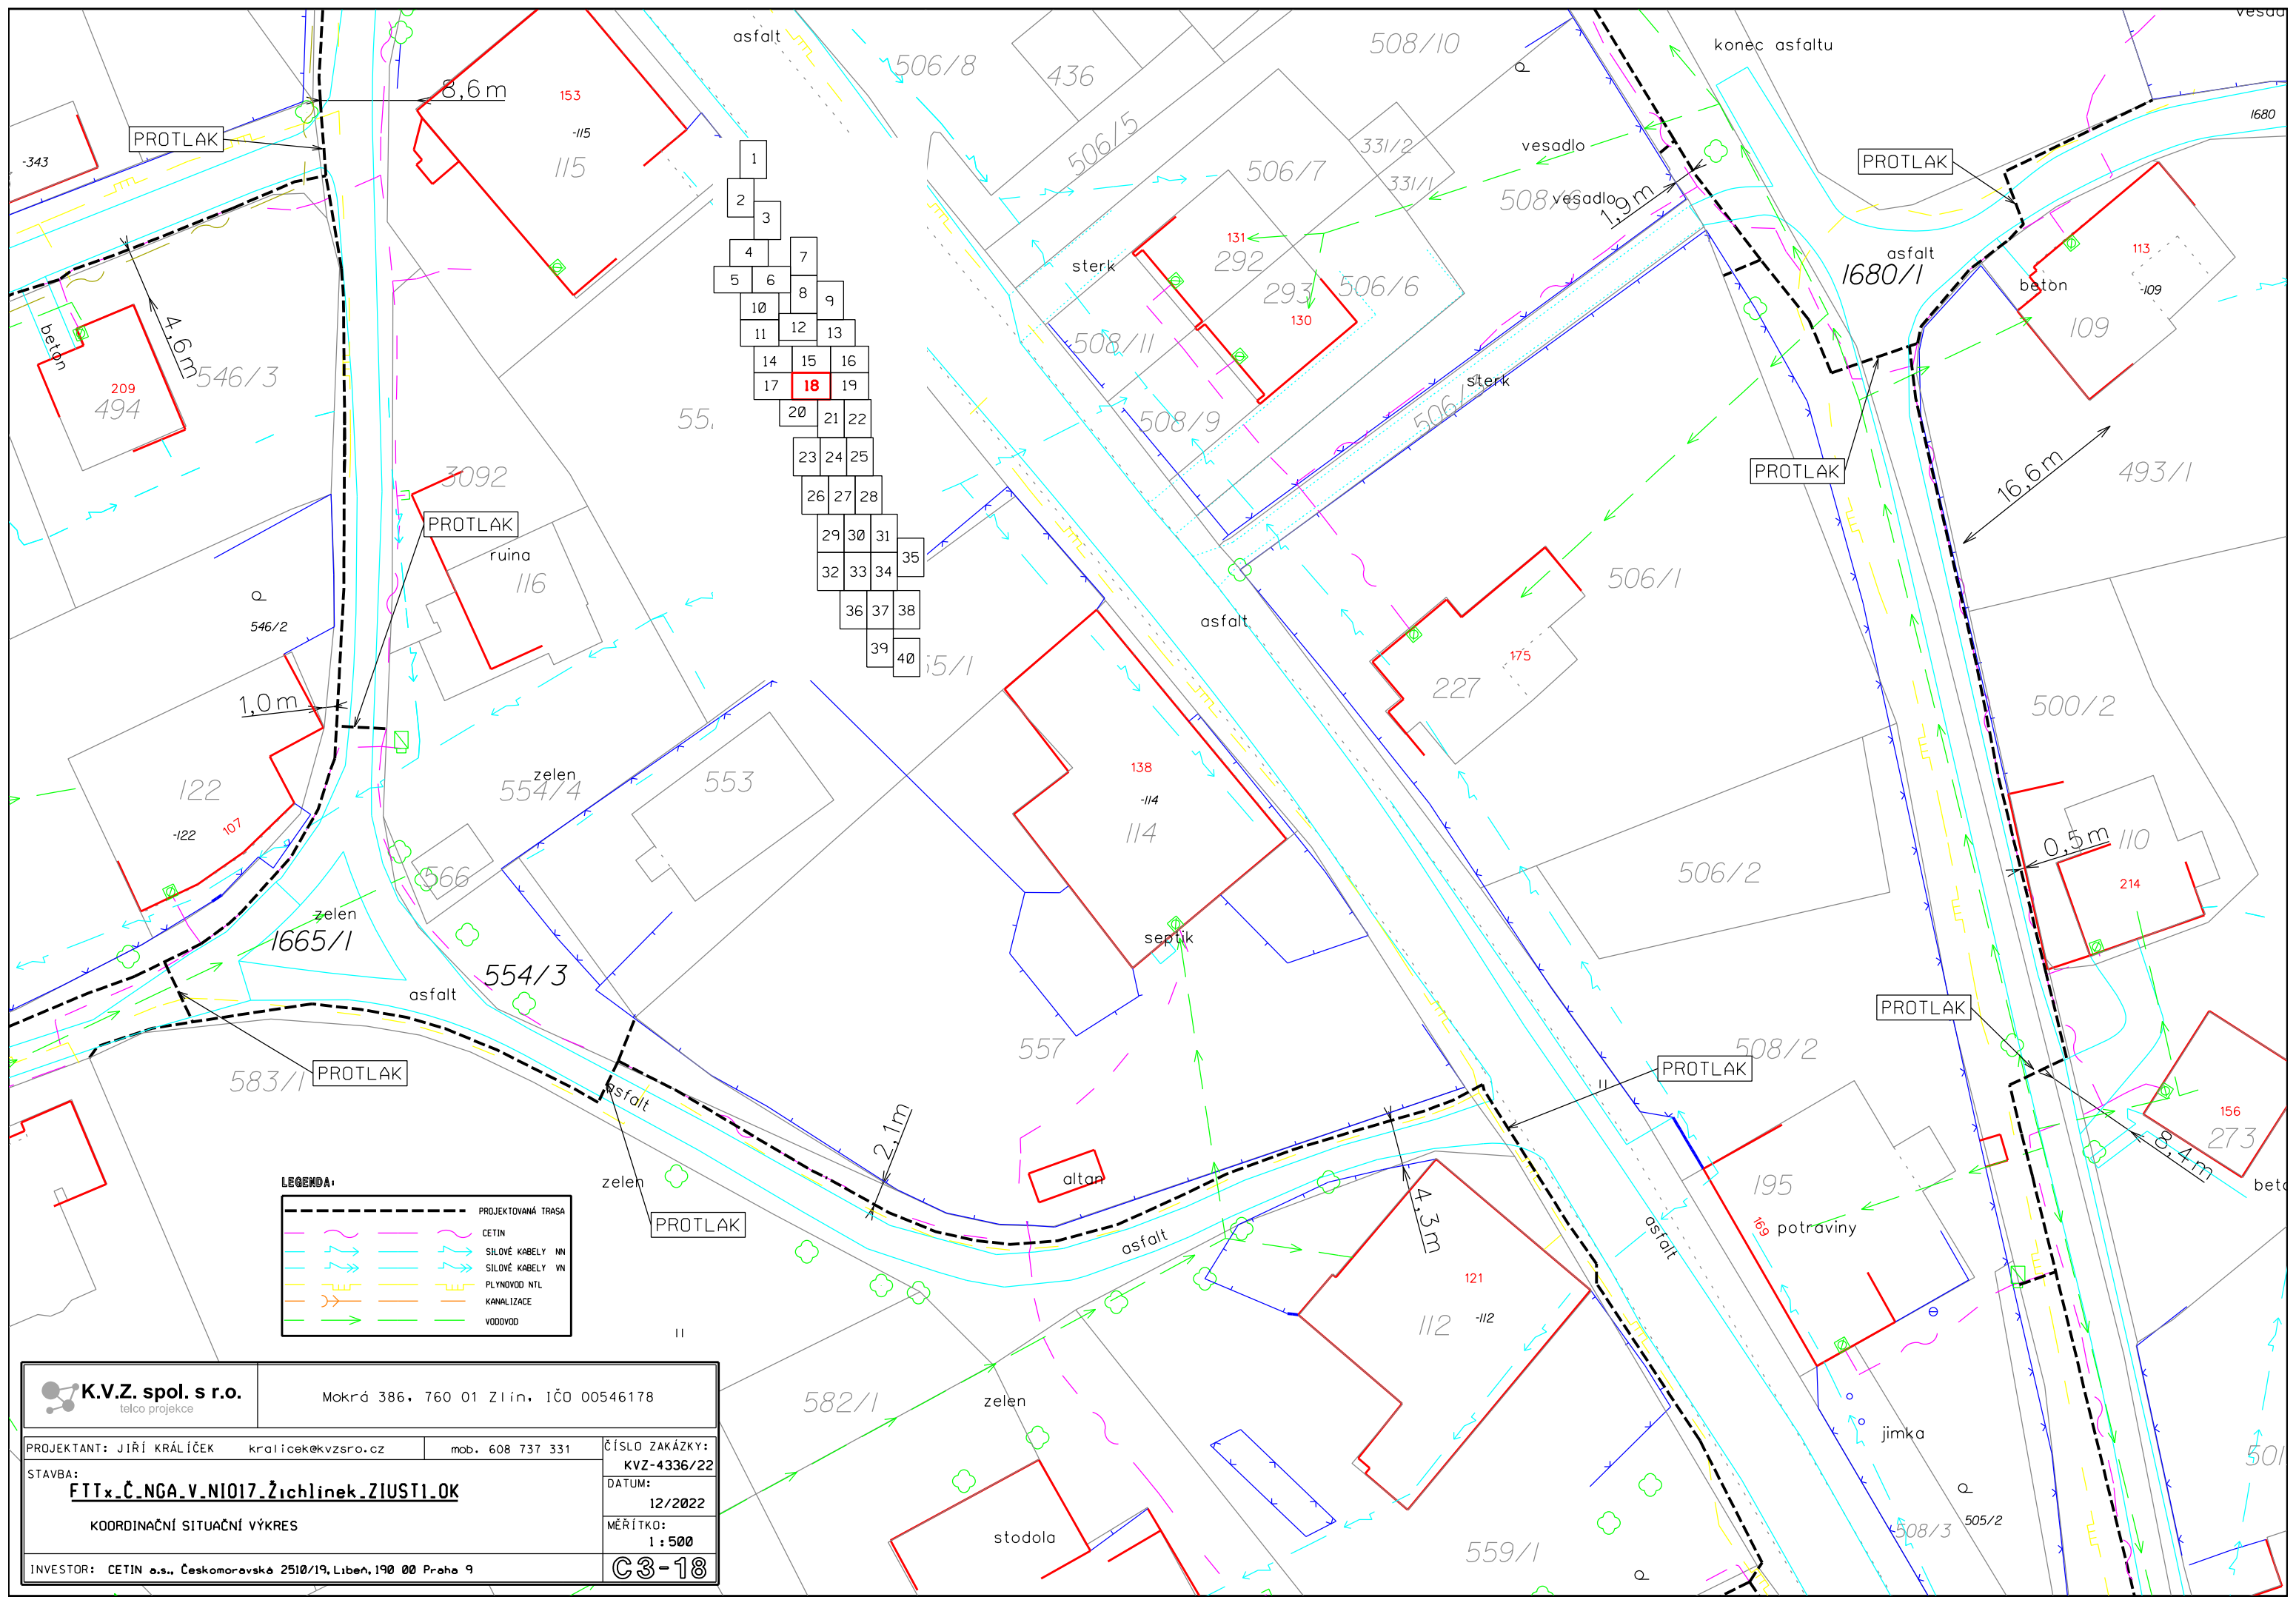 asfalt
506/8
436
508/10
konec asfaltu
8,6m
153
PROTLAK
-115
506/5
1680
-343
115
506/7
331/2
vesadlo
PROTLAK
331/1
508/6
vesadlo
1,9m
131
292
sterk
asfalt
1680/1
113
293
506/6
beton
-109
130
109
4,6m
beton
508/11
546/3
209
494
sterk
508/9
PROTLAK
16,6m
493/1
3092
PROTLAK
ruina
116
506/1
546/2
asfalt
175
227
1,0m
500/2
122
zelen
554/4
553
138
-114
114
-122
107
0,5m
110
506/2
566
214
zelen
1665/1
septik
554/3
asfalt
PROTLAK
583/1
PROTLAK
557
508/2
PROTLAK
asfalt
2,1m
156
273
8,4m
zelen
altan
195
169
potraviny
4,3m
PROTLAK
asfalt
asfalt
121
112
-112
582/1
zelen
jimka
stodola
559/1
508/3
505/2
1
2
3
4
7
5
6
8
9
10
11
12
13
14
15
16
17
18
19
20
21
22
23
24
25
26
27
28
29
30
31
35
32
33
34
36
37
38
39
40
LEGENDA:
PROJEKTOVANÁ TRASA
CETIN
SILOVÉ KABELY NN
SILOVÉ KABELY VN
PLYNOVOD NTL
KANALIZACE
VODOVOD
K.V.Z. spol. s r.o.
telco projekce
Mokrá 386, 760 01 Zlín, IČO 00546178
PROJEKTANT: JIŘÍ KRÁLÍČEK kralicek@kvzsro.cz mob. 608 737 331
ČÍSLO ZAKÁZKY:
KVZ-4336/22
STAVBA:
FTTx_Č_NGA_V_NI017_Žichlínek_ZIUST1_OK
DATUM:
12/2022
KOORDINAČNÍ SITUAČNÍ VÝKRES
MĚŘÍTKO:
1:500
INVESTOR: CETIN a.s., Českomoravská 2510/19, Libeň, 190 00 Praha 9
C3-18